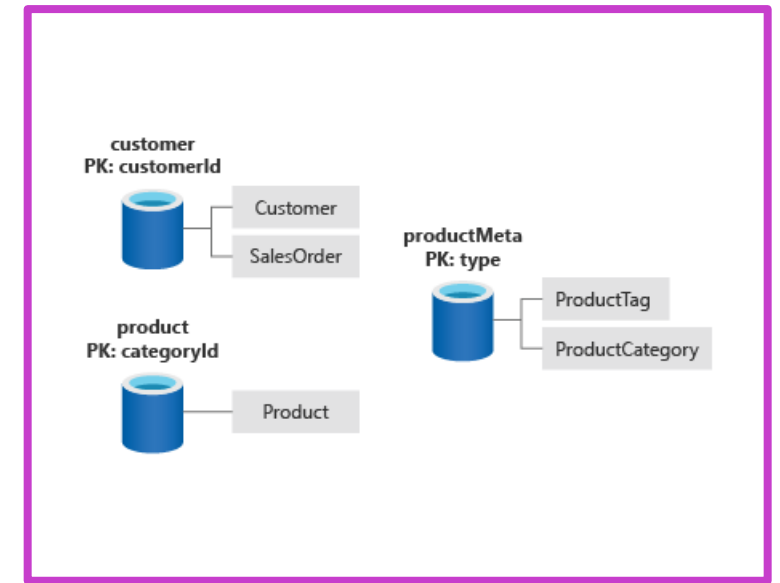 customer
PK: customerId
Customer
SalesOrder
productMeta
PK: type
ProductTag
ProductCategory
product
PK: categoryId
Product